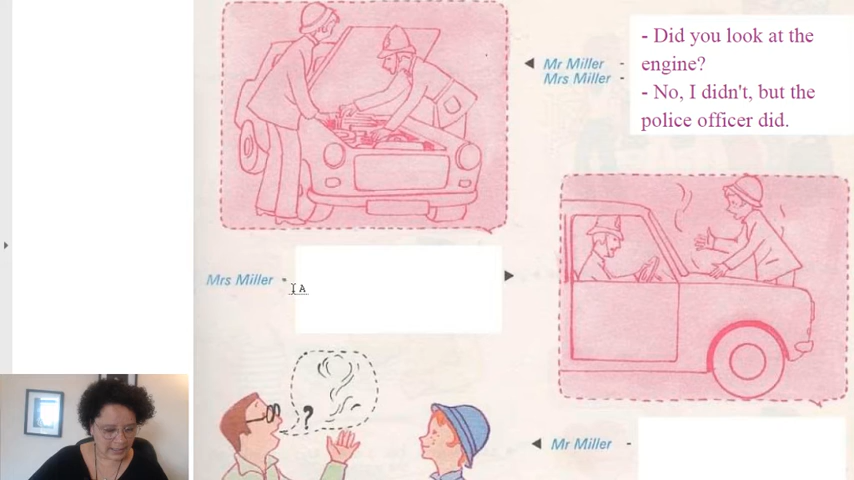 - Did you look at the
Mr Miller -
engine?
Mrs Miller -
- No, I didn't, but the
police officer did.
Mrs Miller -
?
Mr Miller -